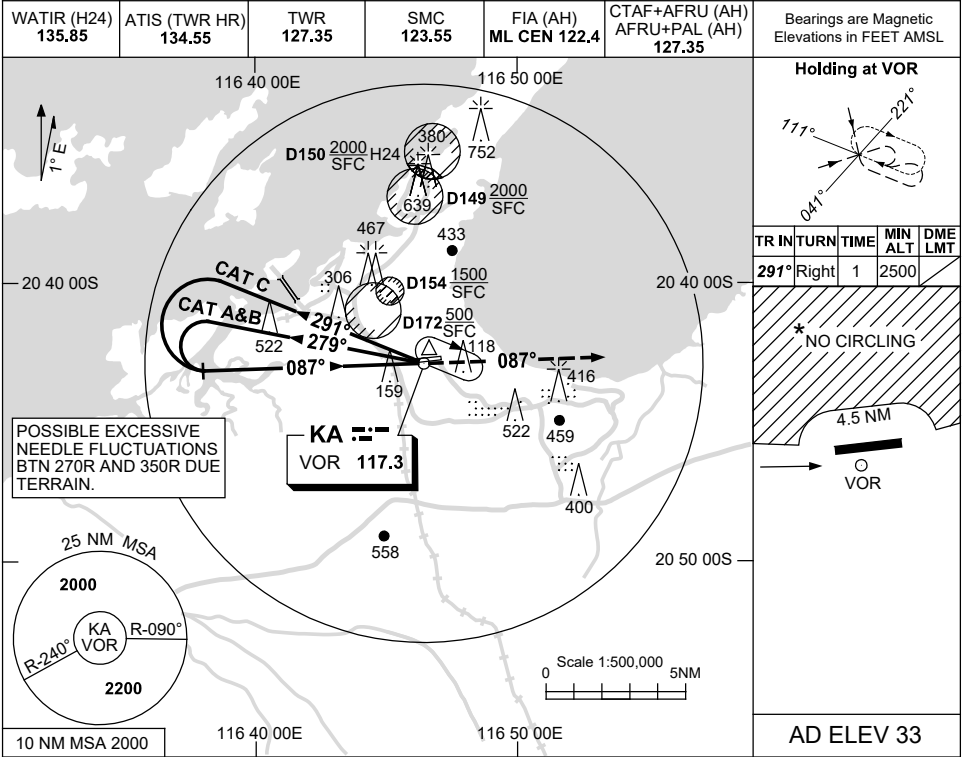 WATIR (H24)
135.85
ATIS (TWR HR)
134.55
TWR
127.35
SMC
123.55
FIA (AH)
ML CEN 122.4
CTAF+AFRU (AH)
AFRU+PAL (AH)
127.35
Bearings are Magnetic
Elevations in FEET AMSL
116 40 00E
116 50 00E
1° E
D150 2000 H24
SFC
380
752
639
D149 2000
SFC
467
433
20 40 00S
20 40 00S
306
D154 1500
SFC
CAT C
CAT A&B
291°
279°
522
D172 500
SFC
118
087°
087°
159
416
522
459
400
KA
VOR 117.3
POSSIBLE EXCESSIVE
NEEDLE FLUCTUATIONS
BTN 270R AND 350R DUE
TERRAIN.
558
20 50 00S
25 NM MSA
2000
KA
VOR
R-090°
R-240°
2200
Scale 1:500,000
0
5NM
10 NM MSA 2000
116 40 00E
116 50 00E
Holding at VOR
111°
221°
041°
TR IN TURN TIME MIN ALT DME LMT
291° Right 1 2500
* NO CIRCLING
4.5 NM
VOR
AD ELEV 33